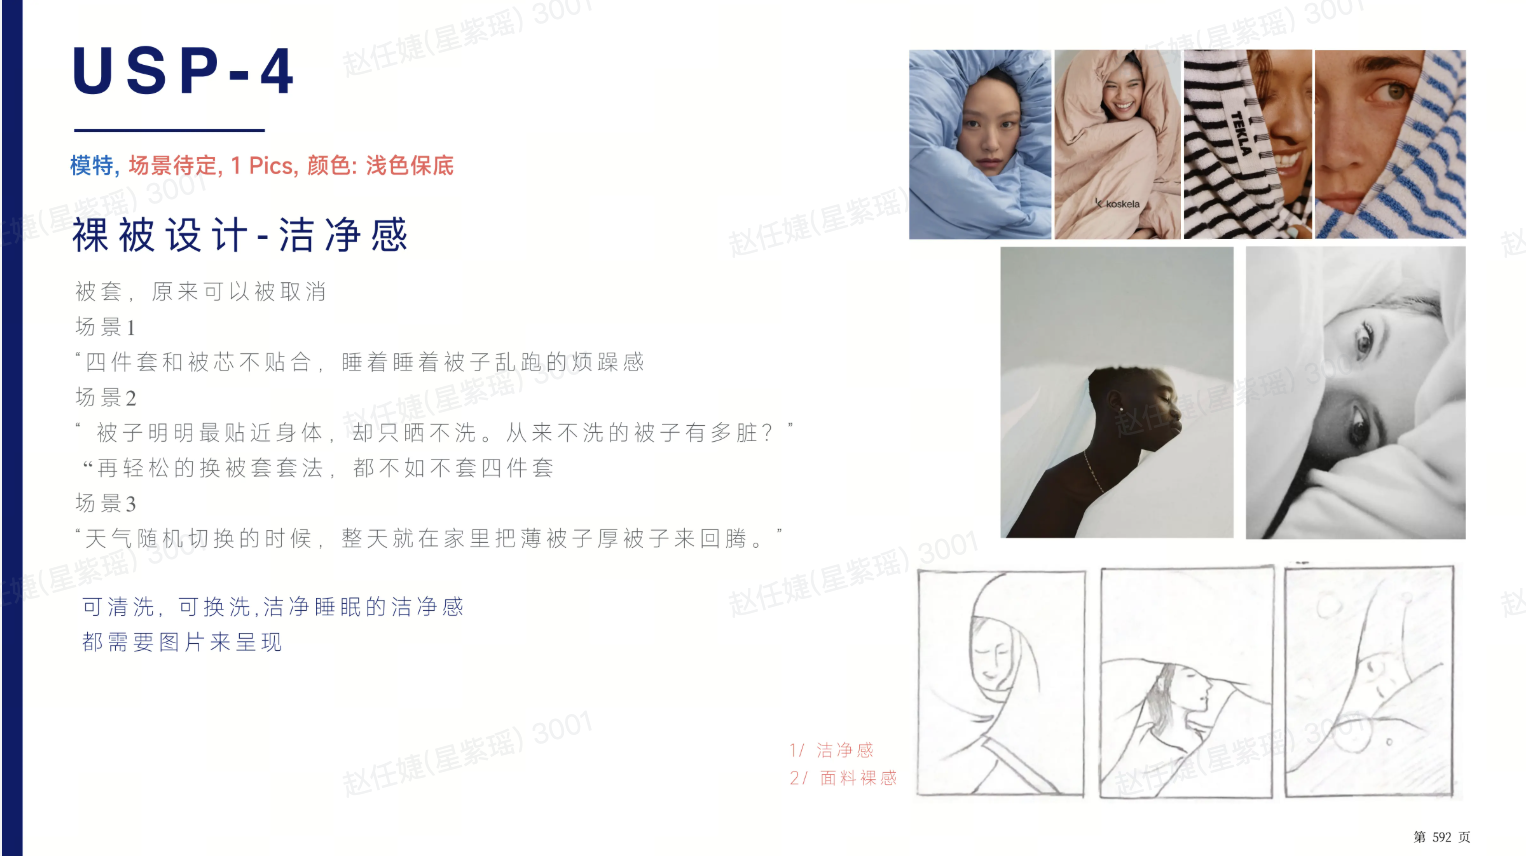 USP-4
模特, 场景待定, 1 Pics, 颜色: 浅色保底
裸被设计-洁净感
被套，原来可以被取消
场景1
“四件套和被芯不贴合，睡着睡着被子乱跑的烦躁感
场景2
“ 被子明明最贴近身体，却只晒不洗。从来不洗的被子有多脏？”
“再轻松的换被套套法，都不如不套四件套
场景3
“天气随机切换的时候，整天就在家里把薄被子厚被子来回腾。”
可清洗，可换洗,洁净睡眠的洁净感
都需要图片来呈现
TEKLA
koskela
1/ 洁净感
2/ 面料裸感
第 592 页
赵任婕(星紫瑶) 3001